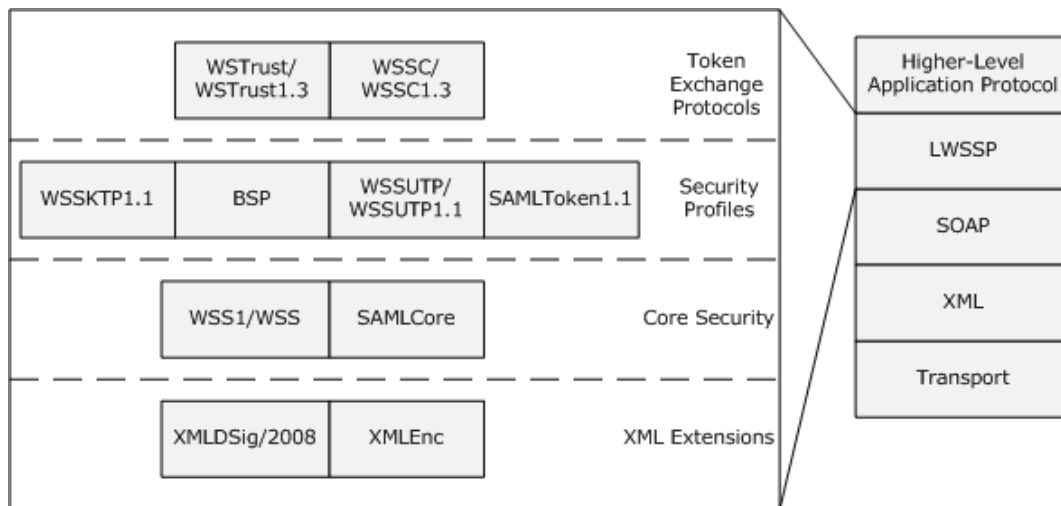 WSTrust/
WSTrust1.3
WSSC/
WSSC1.3
Token
Exchange
Protocols
WSSKTP1.1
BSP
WSSUTP/
WSSUTP1.1
SAMLToken1.1
Security
Profiles
WSS1/WSS
SAMLCore
Core Security
XMLDSig/2008
XMLEnc
XML Extensions
Higher-Level
Application Protocol
LWSSP
SOAP
XML
Transport